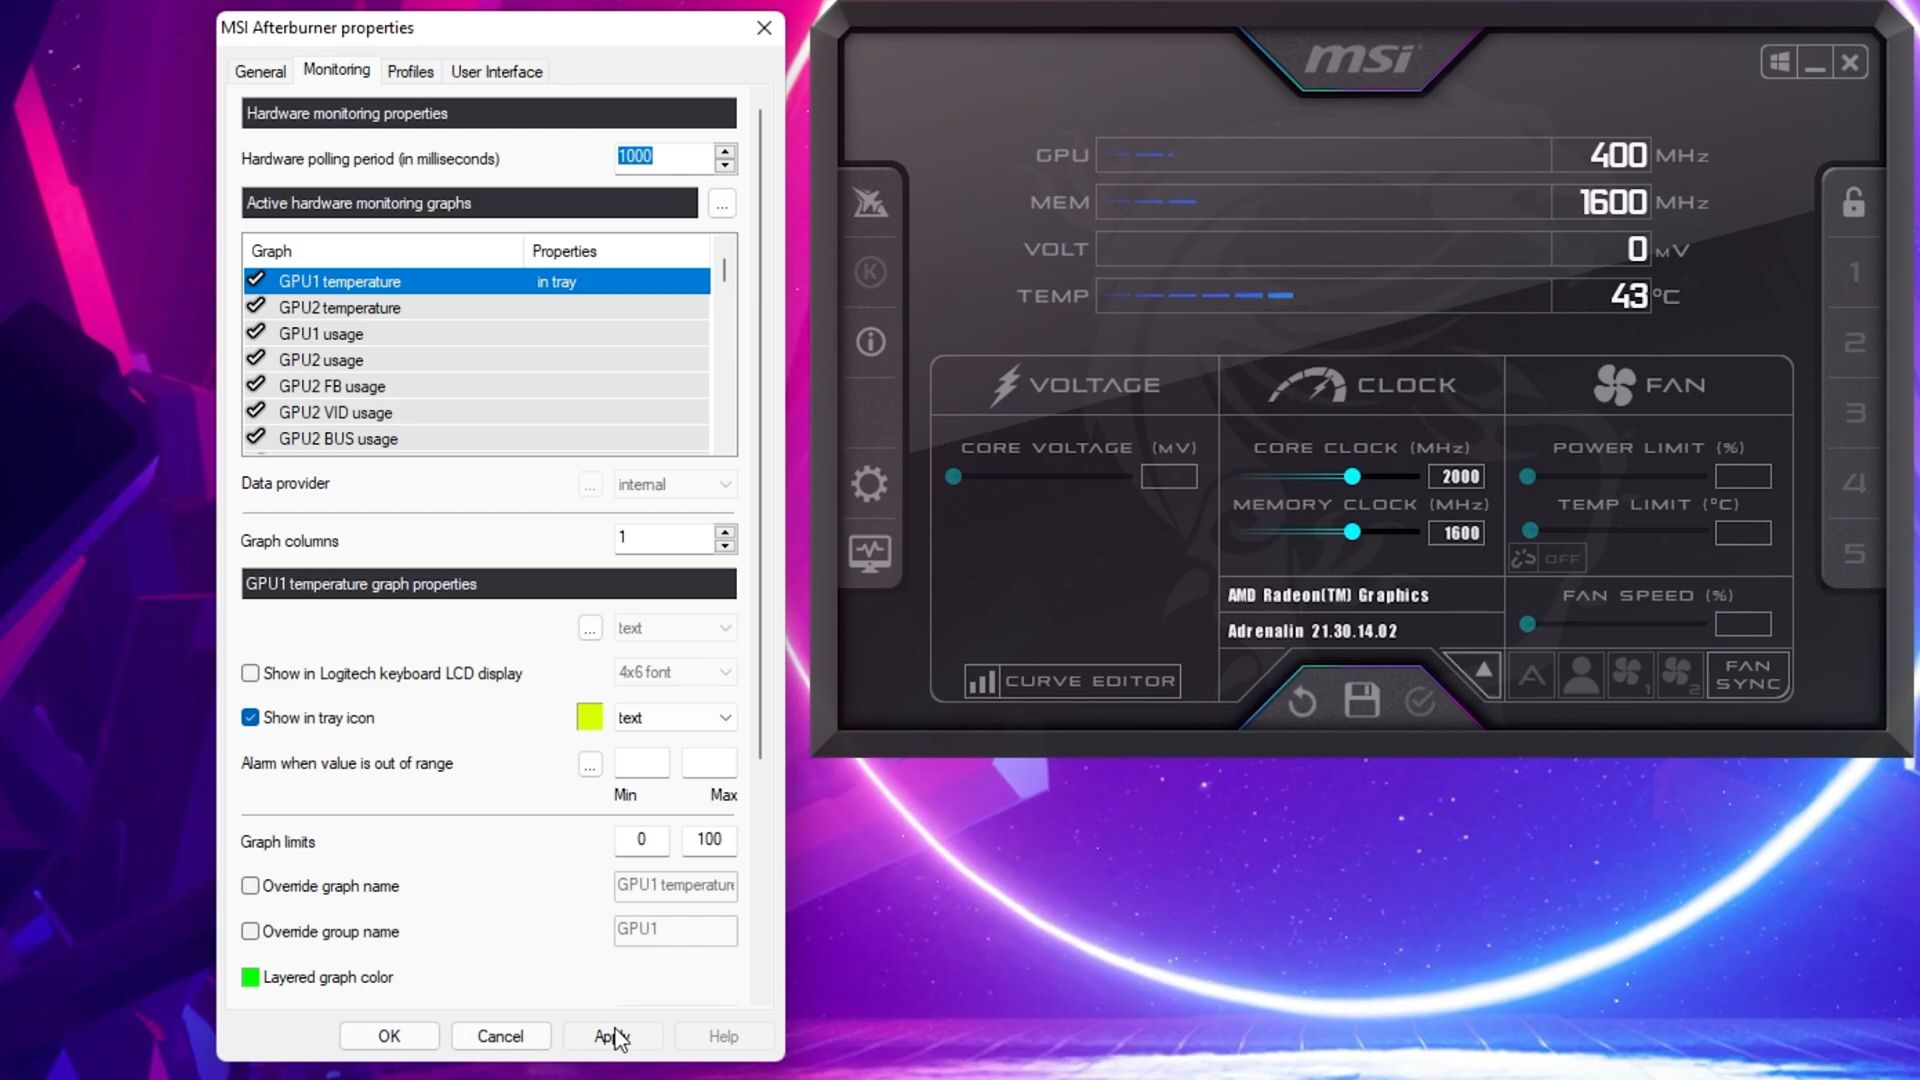 MSI Afterburner properties
General Monitoring Profiles User Interface
Hardware monitoring properties
Hardware polling period (in milliseconds) 1000
Active hardware monitoring graphs ...
Graph Properties
GPU1 temperature in tray
GPU2 temperature
GPU1 usage
GPU2 usage
GPU2 FB usage
GPU2 VID usage
GPU2 BUS usage
Data provider ... internal
Graph columns 1
GPU1 temperature graph properties
... text
Show in Logitech keyboard LCD display 4x6 font
Show in tray icon text
Alarm when value is out of range ...
Min Max
Graph limits 0 100
Override graph name GPU1 temperature
Override group name GPU1
Layered graph color
OK Cancel Apply Help
msi
GPU 400 MHz
MEM 1600 MHz
VOLT 0 MV
TEMP 43 °C
K
i
1
2
3
4
5
VOLTAGE CLOCK FAN
CORE VOLTAGE (MV)
CORE CLOCK (MHz)
2000
MEMORY CLOCK (MHz)
1600
POWER LIMIT (%)
TEMP LIMIT (°C)
OFF
AMD Radeon(TM) Graphics
Adrenalin 21.30.14.02
FAN SPEED (%)
CURVE EDITOR
A 1 2
FAN SYNC